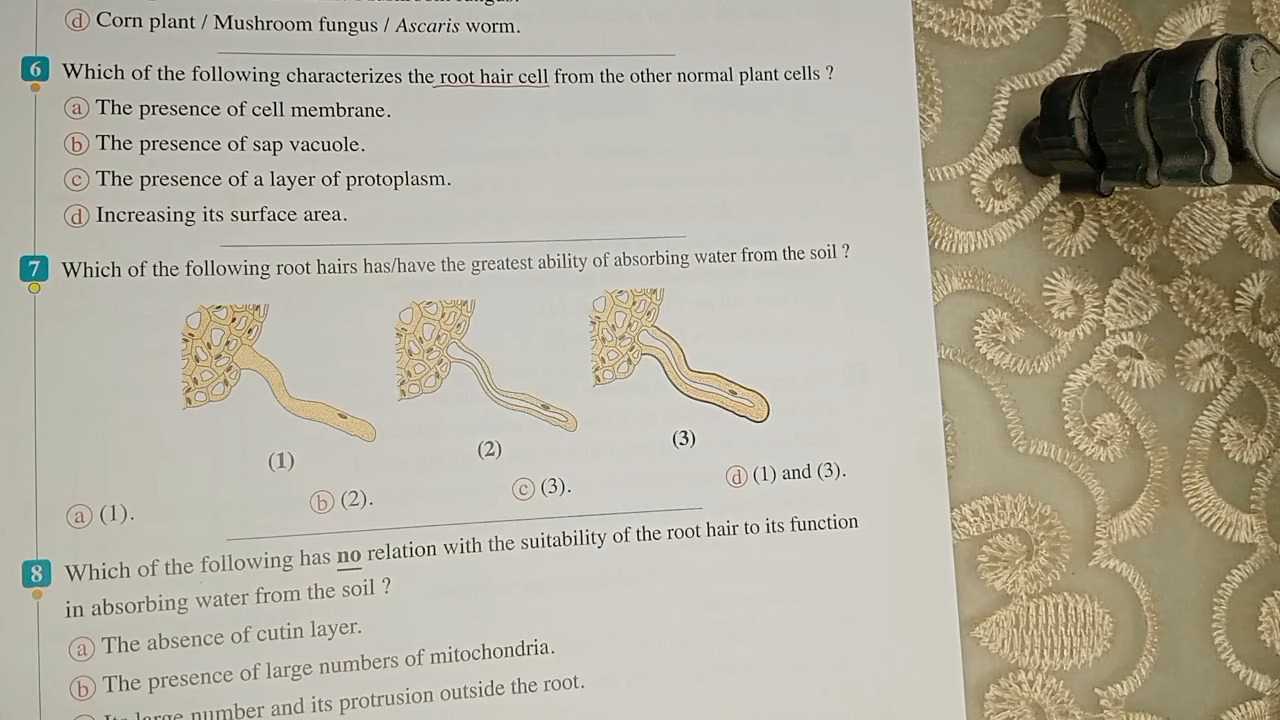 d Corn plant / Mushroom fungus / Ascaris worm.
6 Which of the following characterizes the root hair cell from the other normal plant cells ?
a The presence of cell membrane.
b The presence of sap vacuole.
c The presence of a layer of protoplasm.
d Increasing its surface area.
7 Which of the following root hairs has/have the greatest ability of absorbing water from the soil ?
(1) (2) (3)
a (1). b (2). c (3). d (1) and (3).
8 Which of the following has no relation with the suitability of the root hair to its function
in absorbing water from the soil ?
a The absence of cutin layer.
b The presence of large numbers of mitochondria.
Its large number and its protrusion outside the root.